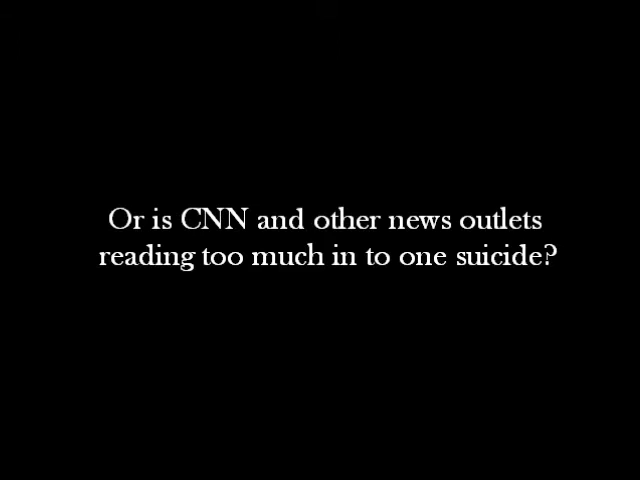 Or is CNN and other news outlets
reading too much in to one suicide?